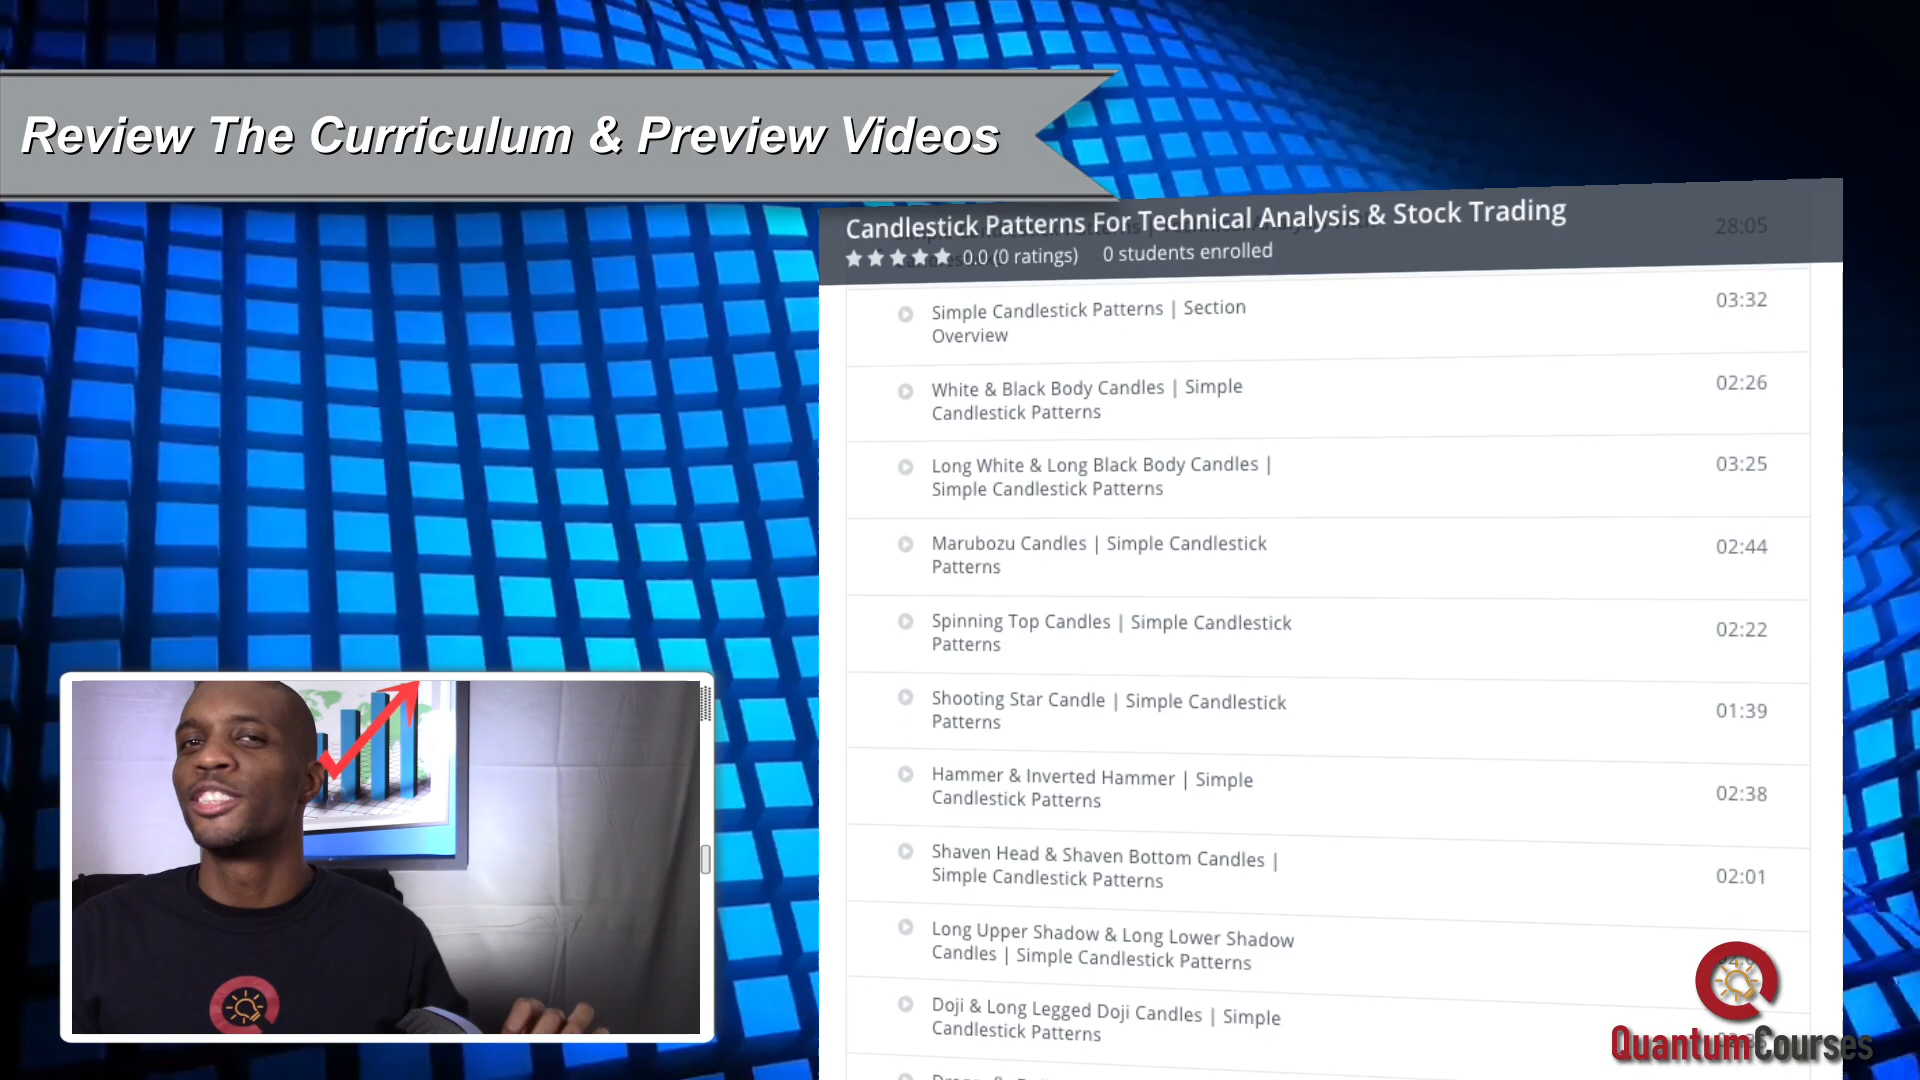 Review The Curriculum & Preview Videos
Candlestick Patterns For Technical Analysis & Stock Trading
28:05
0.0 (0 ratings) 0 students enrolled
Simple Candlestick Patterns | Section
Overview
03:32
White & Black Body Candles | Simple
Candlestick Patterns
02:26
Long White & Long Black Body Candles |
Simple Candlestick Patterns
03:25
Marubozu Candles | Simple Candlestick
Patterns
02:44
Spinning Top Candles | Simple Candlestick
Patterns
02:22
Shooting Star Candle | Simple Candlestick
Patterns
01:39
Hammer & Inverted Hammer | Simple
Candlestick Patterns
02:38
Shaven Head & Shaven Bottom Candles |
Simple Candlestick Patterns
02:01
Long Upper Shadow & Long Lower Shadow
Candles | Simple Candlestick Patterns
Doji & Long Legged Doji Candles | Simple
Candlestick Patterns
QuantumCourses